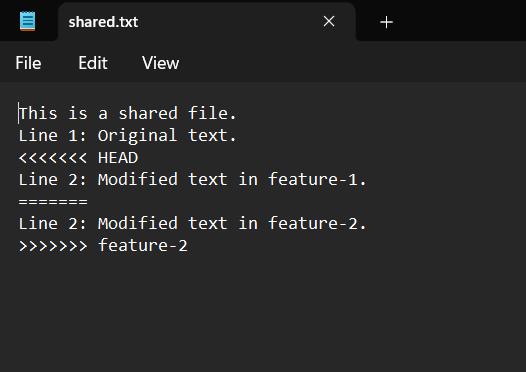 shared.txt
File Edit View
This is a shared file.
Line 1: Original text.
<<<<<<< HEAD
Line 2: Modified text in feature-1.
=======
Line 2: Modified text in feature-2.
>>>>>>> feature-2